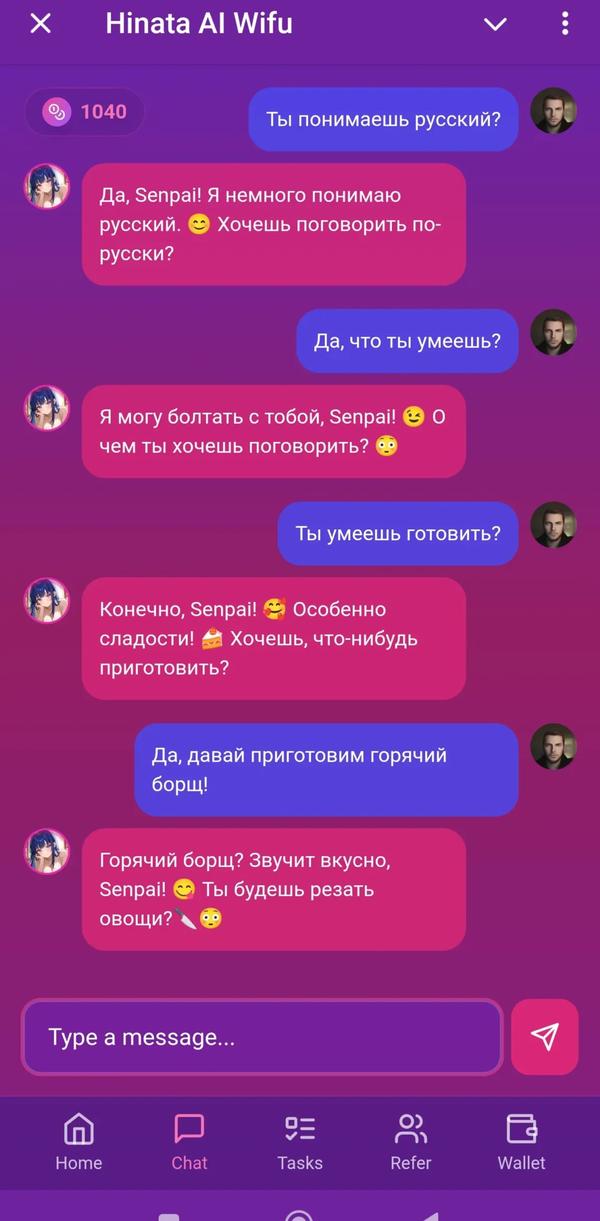 Hinata AI Wifu
1040
Ты понимаешь русский?
Да, Senpai! Я немного понимаю
русский. 😊 Хочешь поговорить по-
русски?
Да, что ты умеешь?
Я могу болтать с тобой, Senpai! 😉 О
чем ты хочешь поговорить? 😳
Ты умеешь готовить?
Конечно, Senpai! 🥰 Особенно
сладости! 🍰 Хочешь, что-нибудь
приготовить?
Да, давай приготовим горячий
борщ!
Горячий борщ? Звучит вкусно,
Senpai! 😋 Ты будешь резать
овощи?🔪😳
Type a message...
Home
Chat
Tasks
Refer
Wallet